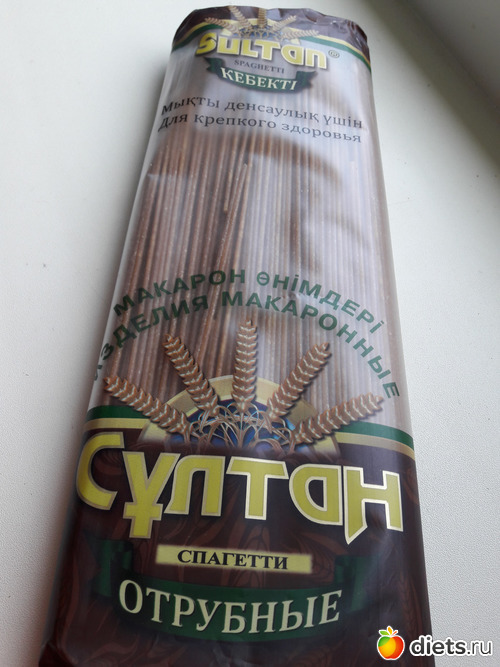 SULTAN®
SPAGHETTI
КЕБЕКТІ
мықты денсаулық үшін
для крепкого здоровья
МАКАРОН ӨНІМДЕРІ
ИЗДЕЛИЯ МАКАРОННЫЕ
СҰЛТАН
СПАГЕТТИ
ОТРУБНЫЕ
diets.ru